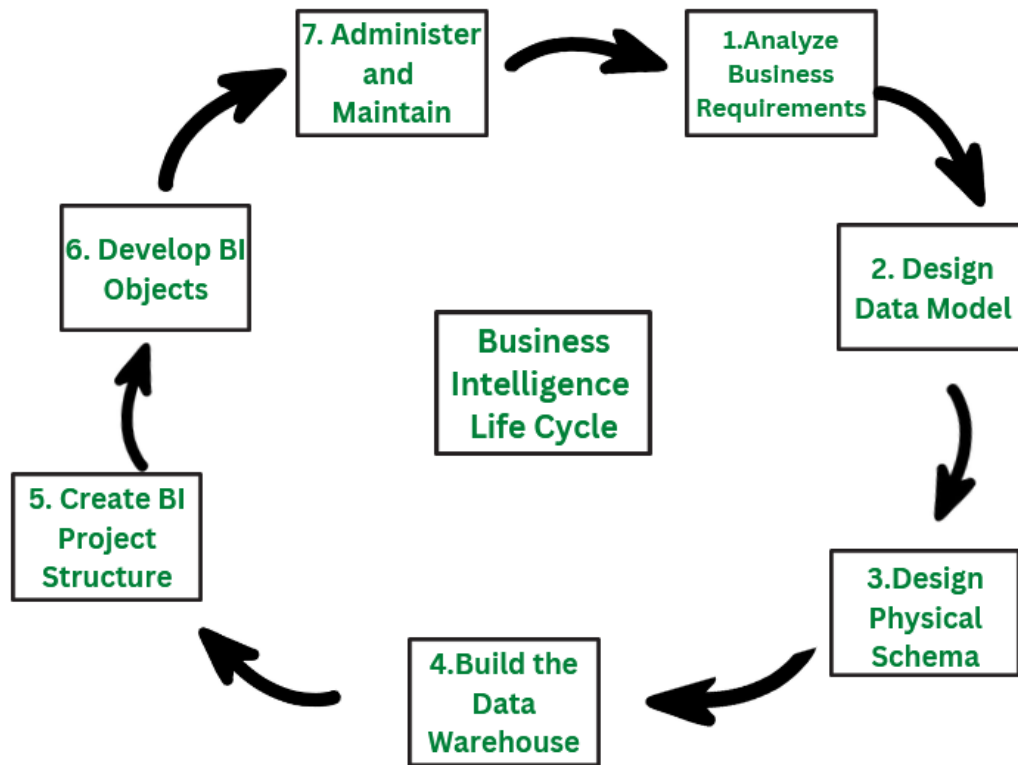 7. Administer
and
Maintain
1.Analyze
Business
Requirements
6. Develop BI
Objects
2. Design
Data Model
Business
Intelligence
Life Cycle
5. Create BI
Project
Structure
3.Design
Physical
Schema
4.Build the
Data
Warehouse